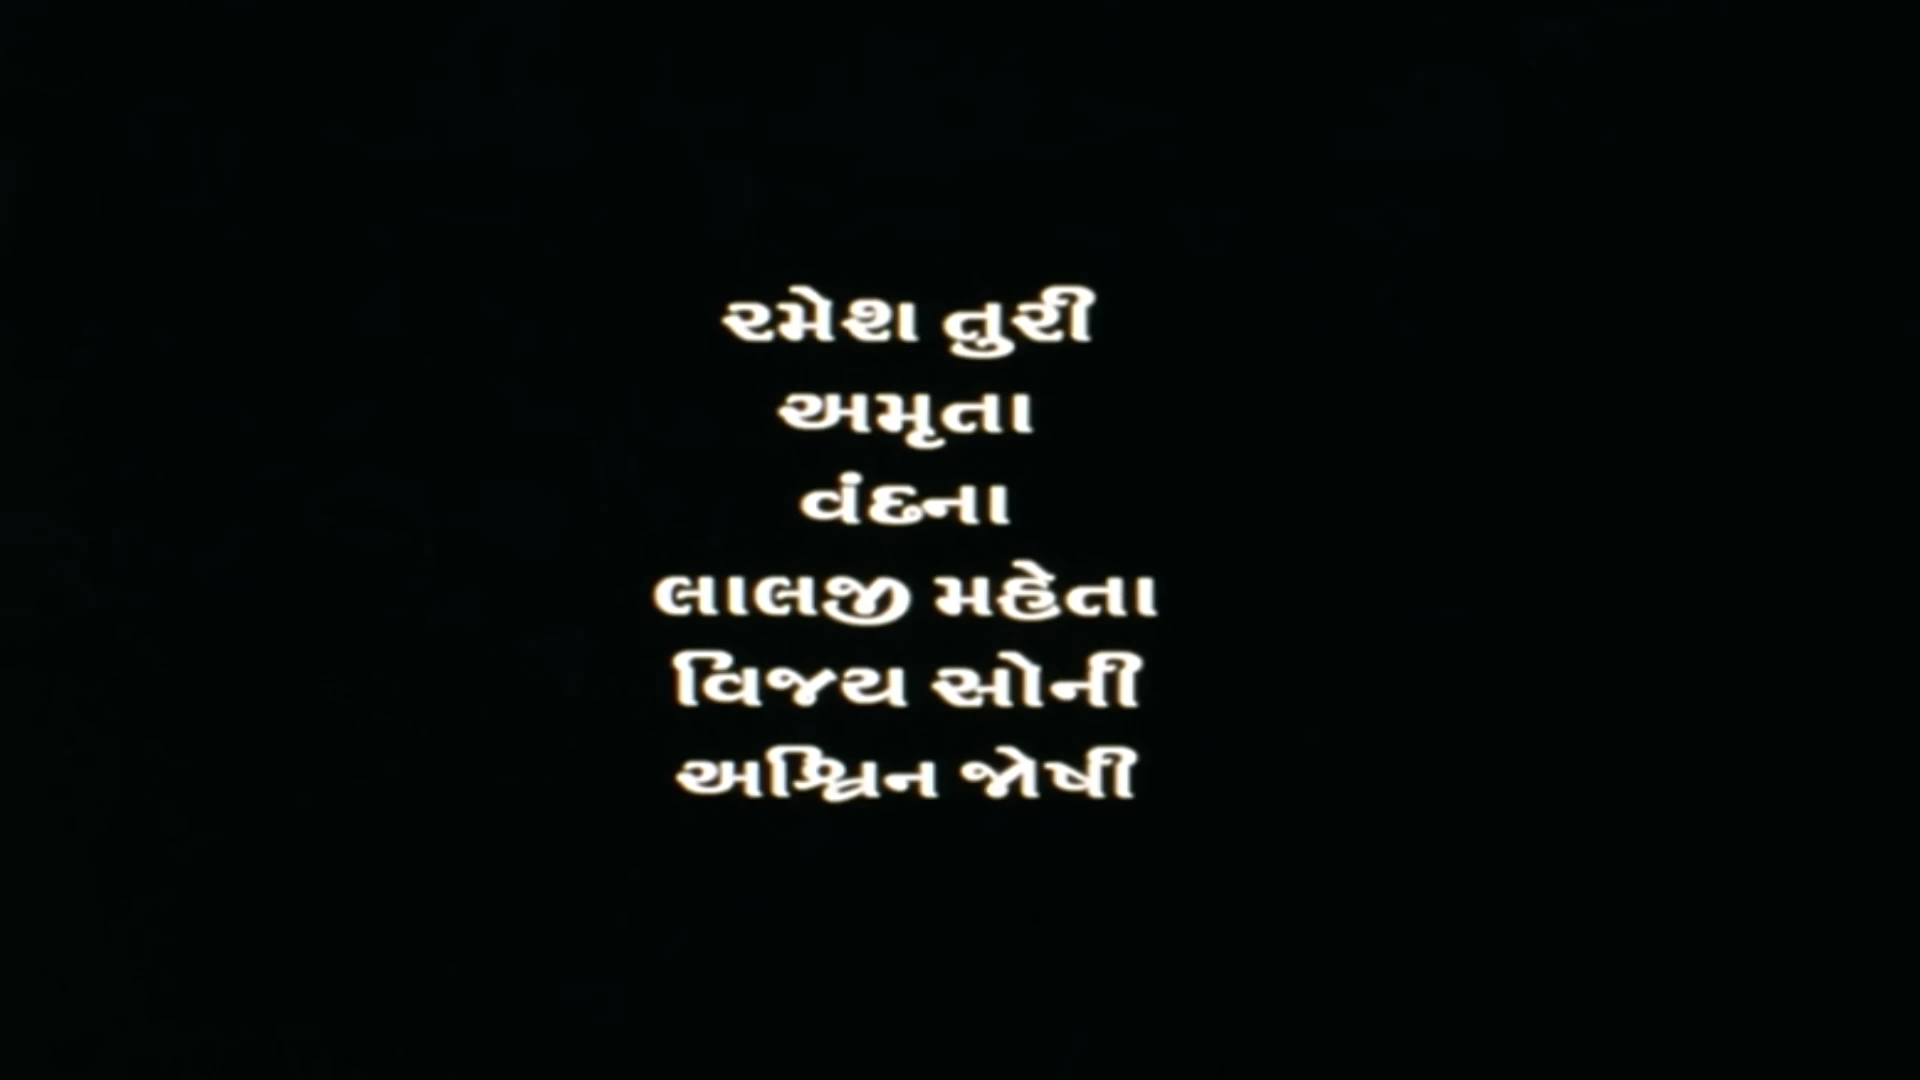 રમેશ તુરી
અમૃતા
વંદના
લાલજી મહેતા
વિજય સોની
અશ્વિન જોષી